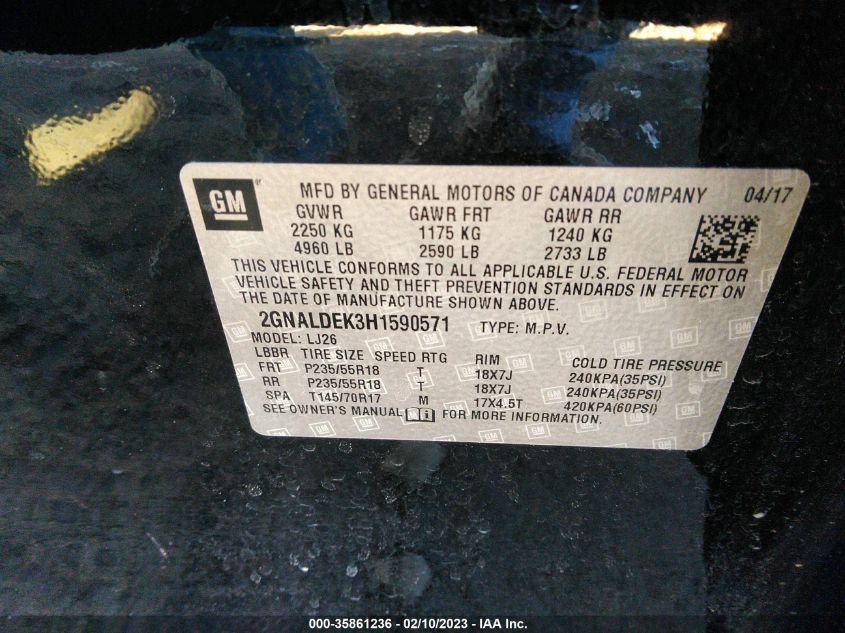 GM MFD BY GENERAL MOTORS OF CANADA COMPANY 04/17
GVWR GAWR FRT GAWR RR
2250 KG 1175 KG 1240 KG
4960 LB 2590 LB 2733 LB
THIS VEHICLE CONFORMS TO ALL APPLICABLE U.S. FEDERAL MOTOR
VEHICLE SAFETY AND THEFT PREVENTION STANDARDS IN EFFECT ON
THE DATE OF MANUFACTURE SHOWN ABOVE.
2GNALDEK3H1590571 TYPE: M.P.V.
MODEL: LJ26
LBBR TIRE SIZE SPEED RTG RIM COLD TIRE PRESSURE
FRT P235/55R18 T 18X7J 240KPA(35PSI)
RR P235/55R18 T 18X7J 240KPA(35PSI)
SPA T145/70R17 M 17X4.5T 420KPA(60PSI)
SEE OWNER'S MANUAL i FOR MORE INFORMATION.
000-35861236 - 02/10/2023 - IAA Inc.